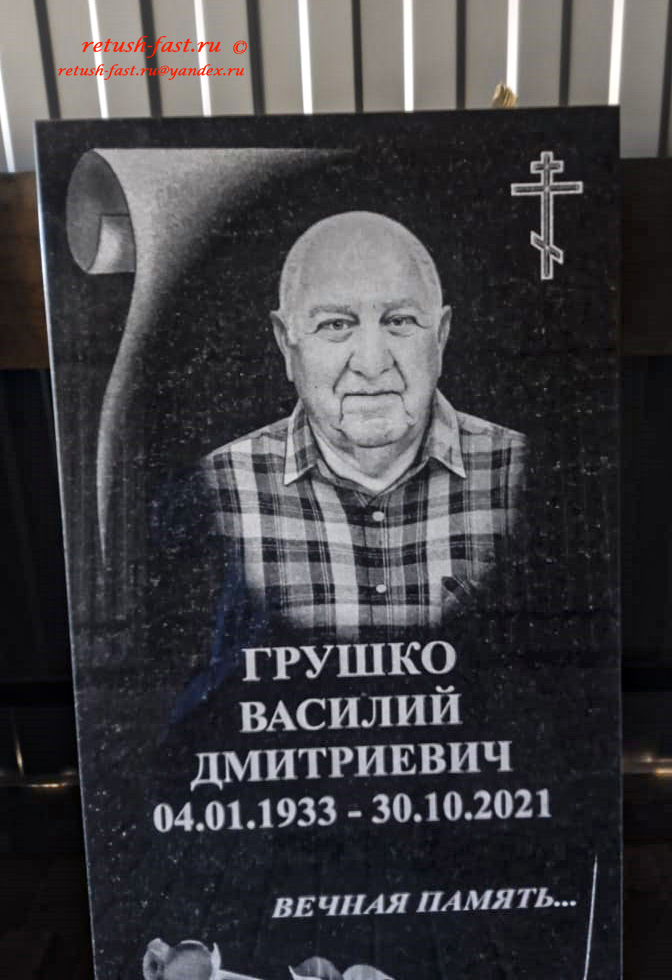 retush-fast.ru ©
retush-fast.ru@yandex.ru
ГРУШКО
ВАСИЛИЙ
ДМИТРИЕВИЧ
04.01.1933 - 30.10.2021
ВЕЧНАЯ ПАМЯТЬ...